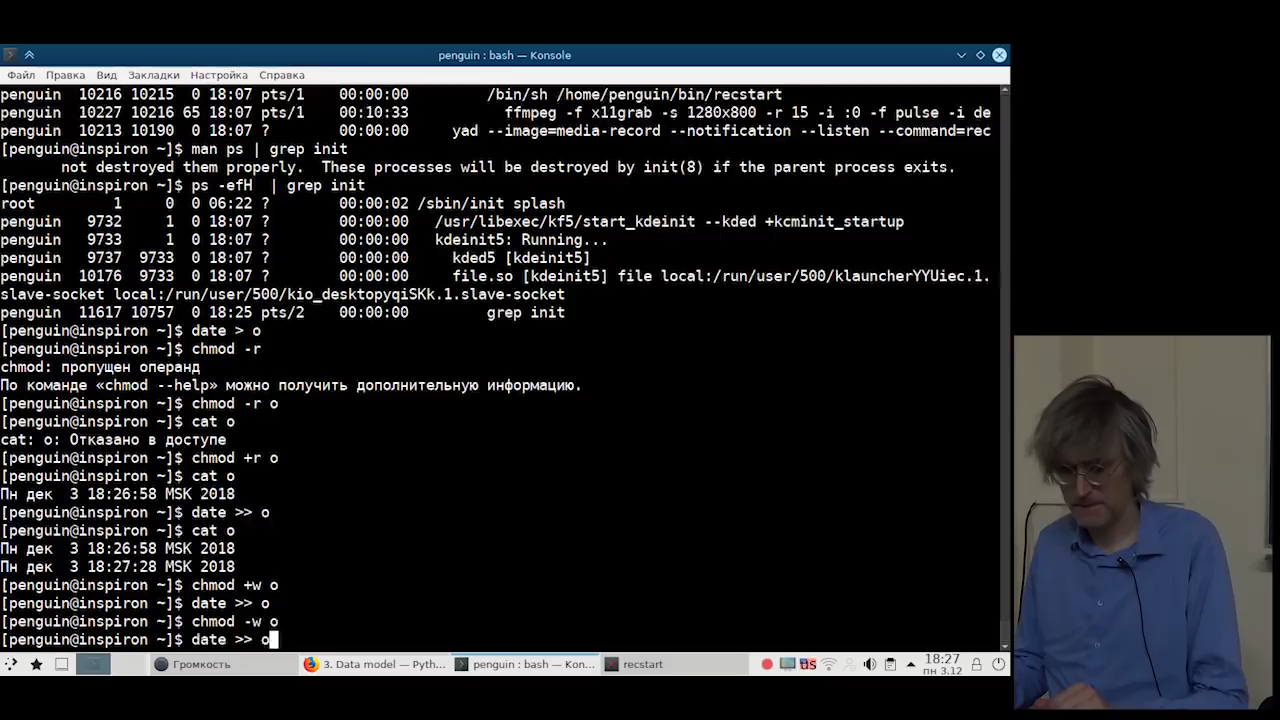 penguin : bash — Konsole
Файл Правка Вид Закладки Настройка Справка
penguin 10216 10215 0 18:07 pts/1 00:00:00 /bin/sh /home/penguin/bin/recstart
penguin 10227 10216 65 18:07 pts/1 00:10:33 ffmpeg -f x11grab -s 1280x800 -r 15 -i :0 -f pulse -i de
penguin 10213 10190 0 18:07 ? 00:00:00 yad --image=media-record --notification --listen --command=rec
[penguin@inspiron ~]$ man ps | grep init
not destroyed them properly. These processes will be destroyed by init(8) if the parent process exits.
[penguin@inspiron ~]$ ps -efH | grep init
root 1 0 0 06:22 ? 00:00:02 /sbin/init splash
penguin 9732 1 0 18:07 ? 00:00:00 /usr/libexec/kf5/start_kdeinit --kded +kcminit_startup
penguin 9733 1 0 18:07 ? 00:00:00 kdeinit5: Running...
penguin 9737 9733 0 18:07 ? 00:00:00 kded5 [kdeinit5]
penguin 10176 9733 0 18:07 ? 00:00:00 file.so [kdeinit5] file local:/run/user/500/klauncherYYUiec.1.
slave-socket local:/run/user/500/kio_desktopyqiSKk.1.slave-socket
penguin 11617 10757 0 18:25 pts/2 00:00:00 grep init
[penguin@inspiron ~]$ date > o
[penguin@inspiron ~]$ chmod -r
chmod: пропущен операнд
По команде «chmod --help» можно получить дополнительную информацию.
[penguin@inspiron ~]$ chmod -r o
[penguin@inspiron ~]$ cat o
cat: o: Отказано в доступе
[penguin@inspiron ~]$ chmod +r o
[penguin@inspiron ~]$ cat o
Пн дек 3 18:26:58 MSK 2018
[penguin@inspiron ~]$ date >> o
[penguin@inspiron ~]$ cat o
Пн дек 3 18:26:58 MSK 2018
Пн дек 3 18:27:28 MSK 2018
[penguin@inspiron ~]$ chmod +w o
[penguin@inspiron ~]$ date >> o
[penguin@inspiron ~]$ chmod -w o
[penguin@inspiron ~]$ date >> o
Громкость 3. Data model — Pyth... penguin : bash — Kon... recstart US 18:27
пн 3.12